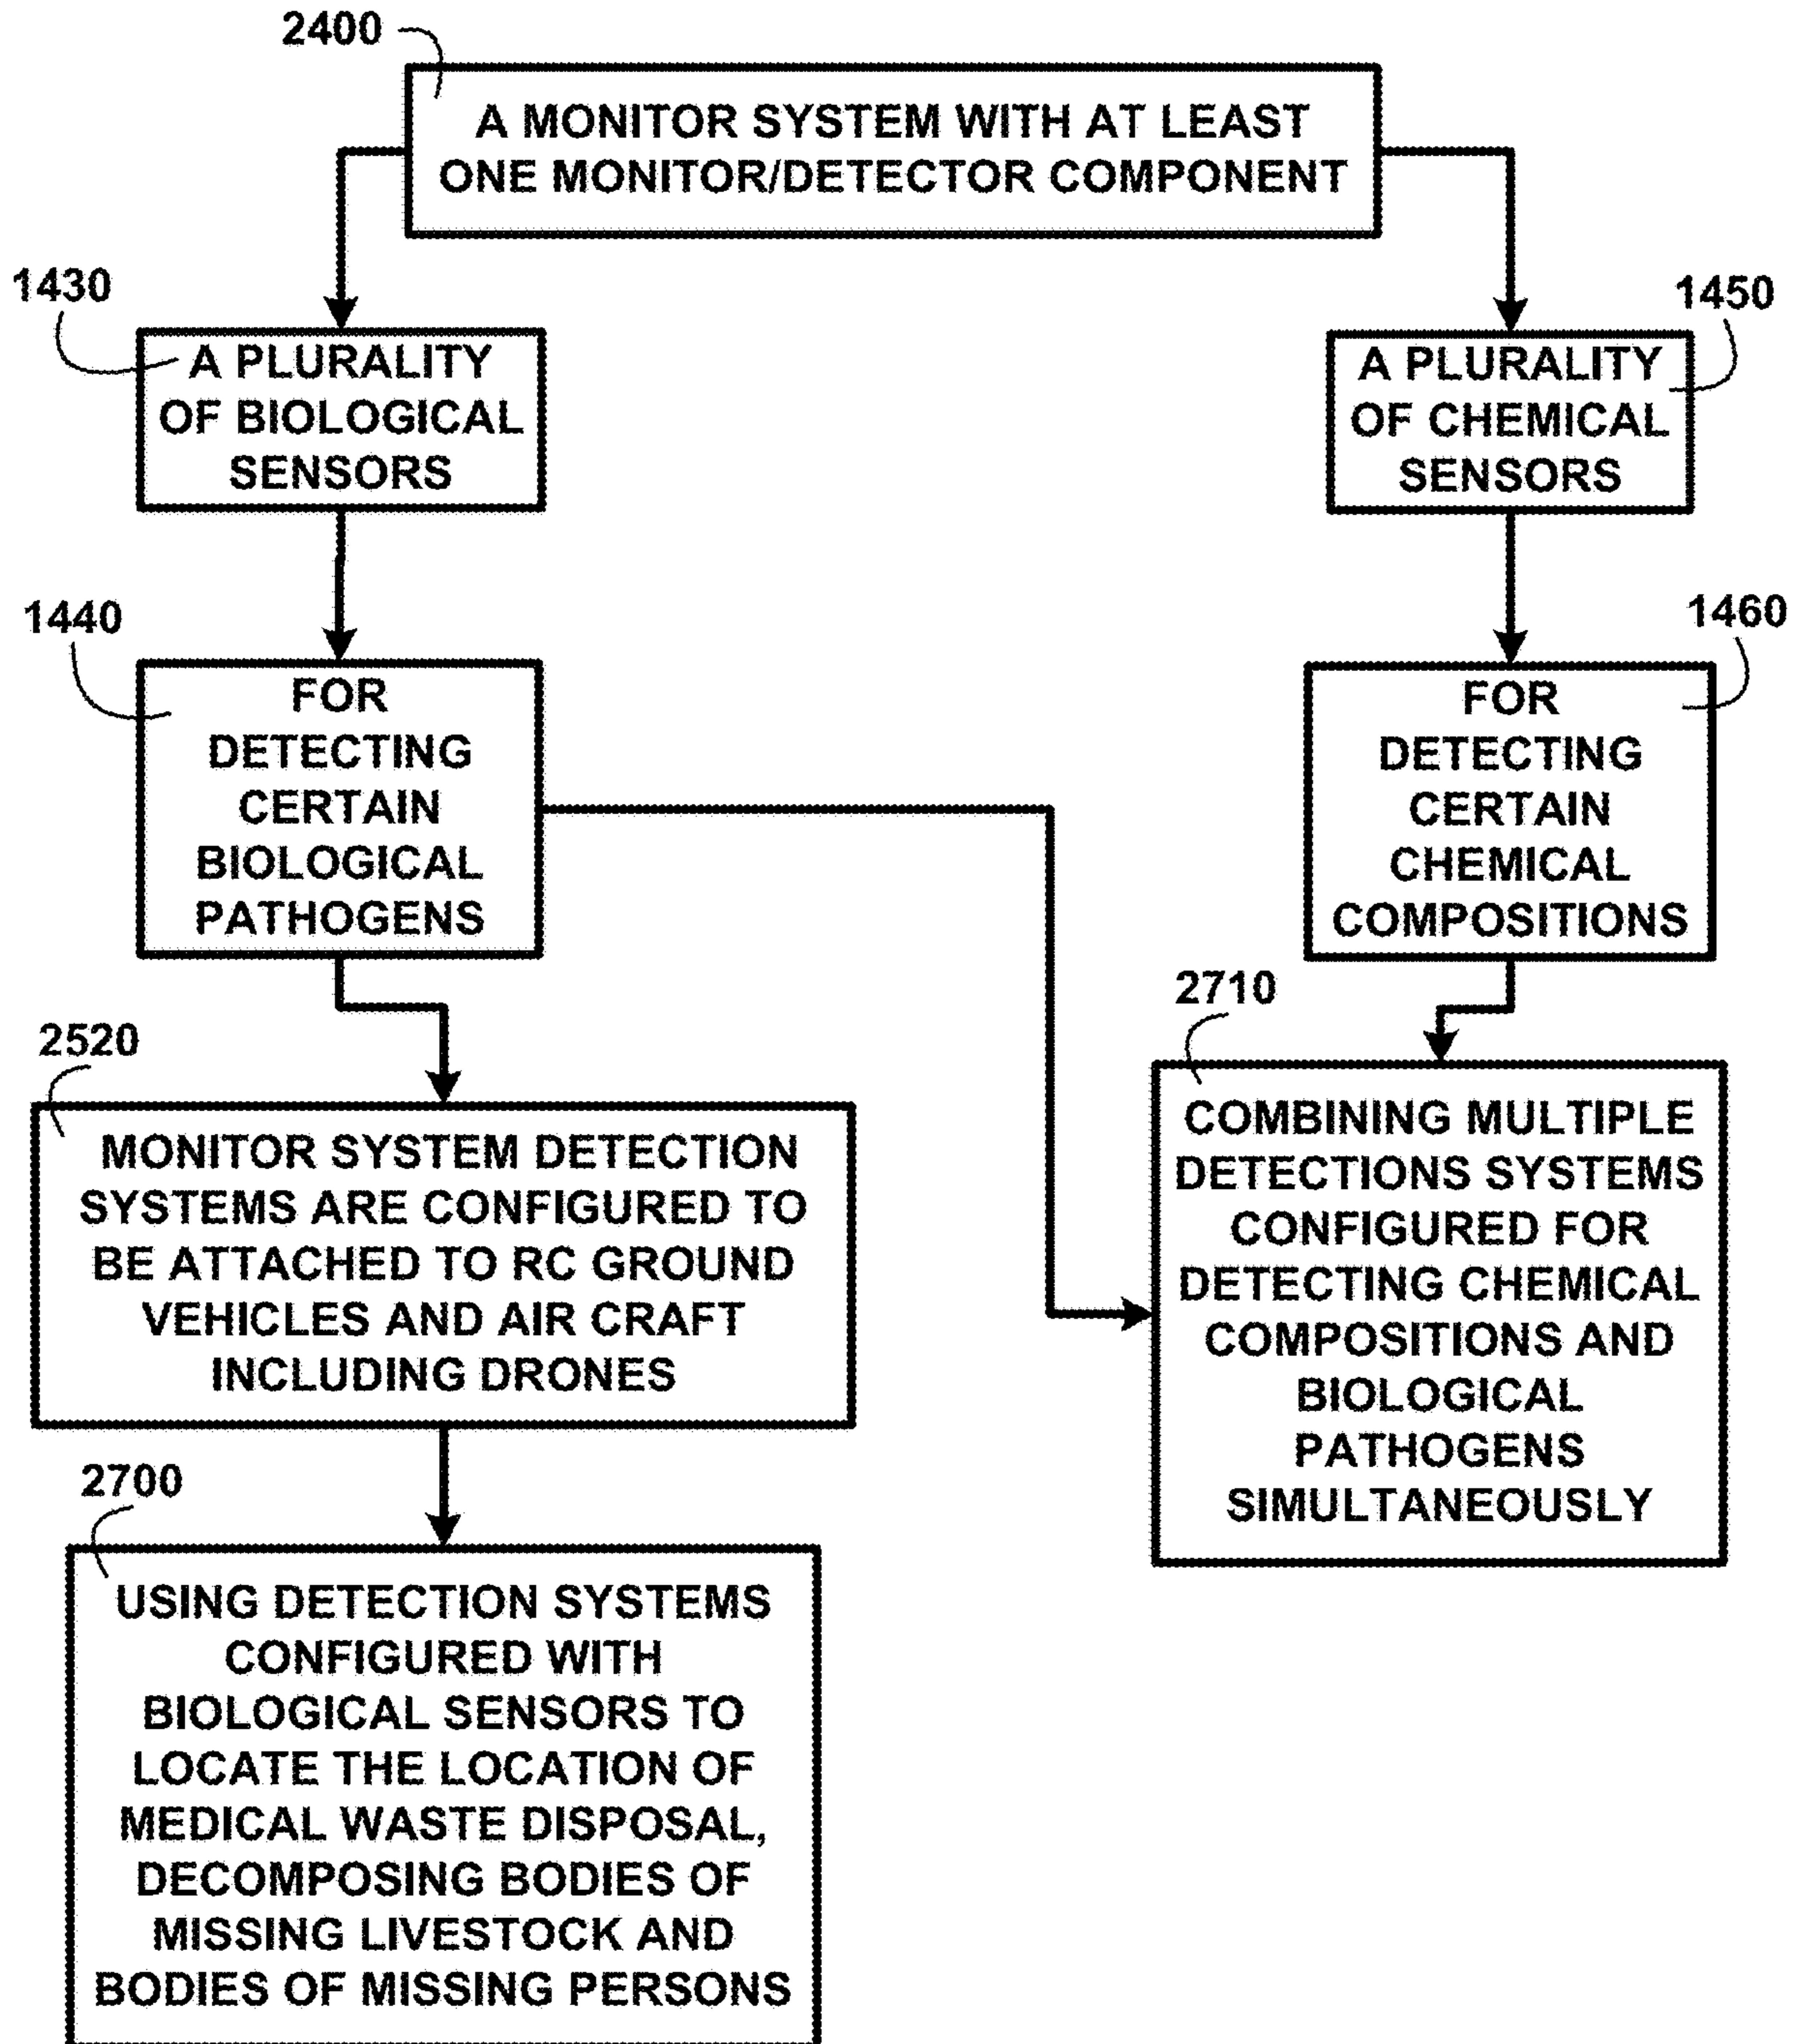 2400
A MONITOR SYSTEM WITH AT LEAST
ONE MONITOR/DETECTOR COMPONENT
1430
A PLURALITY
OF BIOLOGICAL
SENSORS
1450
A PLURALITY
OF CHEMICAL
SENSORS
1440
FOR
DETECTING
CERTAIN
BIOLOGICAL
PATHOGENS
1460
FOR
DETECTING
CERTAIN
CHEMICAL
COMPOSITIONS
2520
MONITOR SYSTEM DETECTION
SYSTEMS ARE CONFIGURED TO
BE ATTACHED TO RC GROUND
VEHICLES AND AIR CRAFT
INCLUDING DRONES
2710
COMBINING MULTIPLE
DETECTIONS SYSTEMS
CONFIGURED FOR
DETECTING CHEMICAL
COMPOSITIONS AND
BIOLOGICAL
PATHOGENS
SIMULTANEOUSLY
2700
USING DETECTION SYSTEMS
CONFIGURED WITH
BIOLOGICAL SENSORS TO
LOCATE THE LOCATION OF
MEDICAL WASTE DISPOSAL,
DECOMPOSING BODIES OF
MISSING LIVESTOCK AND
BODIES OF MISSING PERSONS